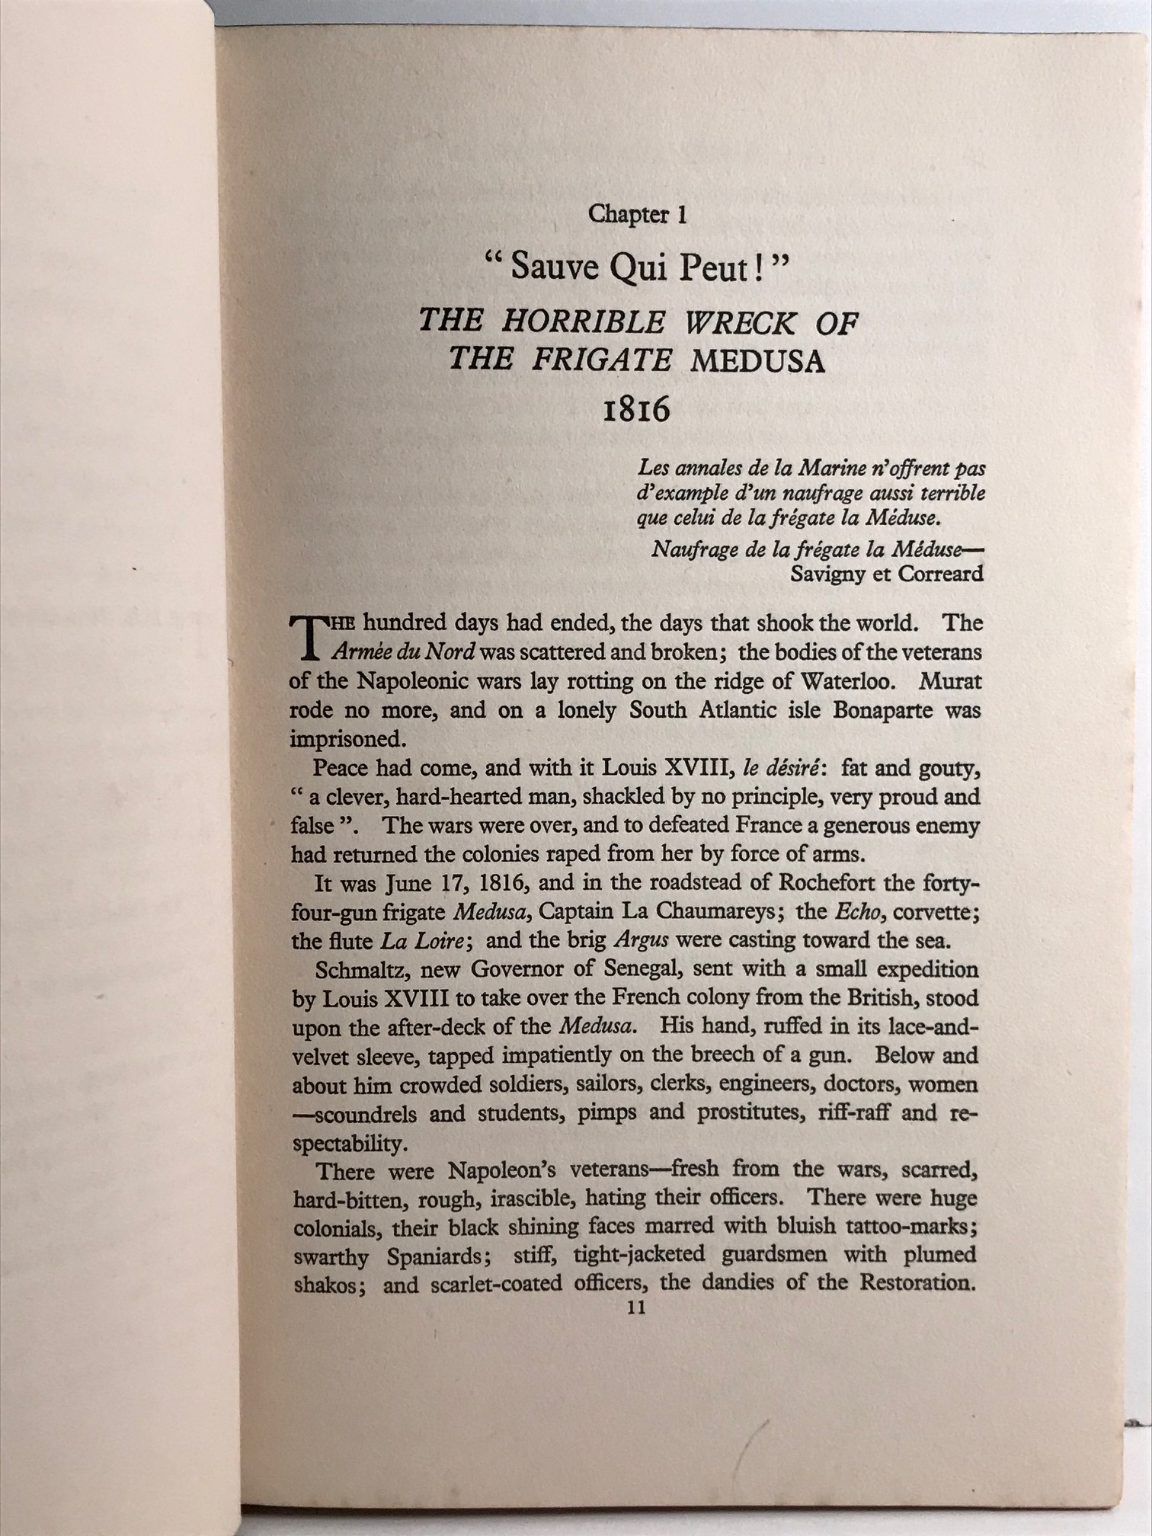 Chapter 1
“ Sauve Qui Peut! ”
THE HORRIBLE WRECK OF
THE FRIGATE MEDUSA
1816
Les annales de la Marine n’offrent pas
d’example d’un naufrage aussi terrible
que celui de la frégate la Méduse.
Naufrage de la frégate la Méduse—
Savigny et Correard
THE hundred days had ended, the days that shook the world. The
Armée du Nord was scattered and broken; the bodies of the veterans
of the Napoleonic wars lay rotting on the ridge of Waterloo. Murat
rode no more, and on a lonely South Atlantic isle Bonaparte was
imprisoned.
Peace had come, and with it Louis XVIII, le désiré: fat and gouty,
“ a clever, hard-hearted man, shackled by no principle, very proud and
false ”. The wars were over, and to defeated France a generous enemy
had returned the colonies raped from her by force of arms.
It was June 17, 1816, and in the roadstead of Rochefort the forty-
four-gun frigate Medusa, Captain La Chaumareys; the Echo, corvette;
the flute La Loire; and the brig Argus were casting toward the sea.
Schmaltz, new Governor of Senegal, sent with a small expedition
by Louis XVIII to take over the French colony from the British, stood
upon the after-deck of the Medusa. His hand, ruffed in its lace-and-
velvet sleeve, tapped impatiently on the breech of a gun. Below and
about him crowded soldiers, sailors, clerks, engineers, doctors, women
—scoundrels and students, pimps and prostitutes, riff-raff and re-
spectability.
There were Napoleon’s veterans—fresh from the wars, scarred,
hard-bitten, rough, irascible, hating their officers. There were huge
colonials, their black shining faces marred with bluish tattoo-marks;
swarthy Spaniards; stiff, tight-jacketed guardsmen with plumed
shakos; and scarlet-coated officers, the dandies of the Restoration.
11